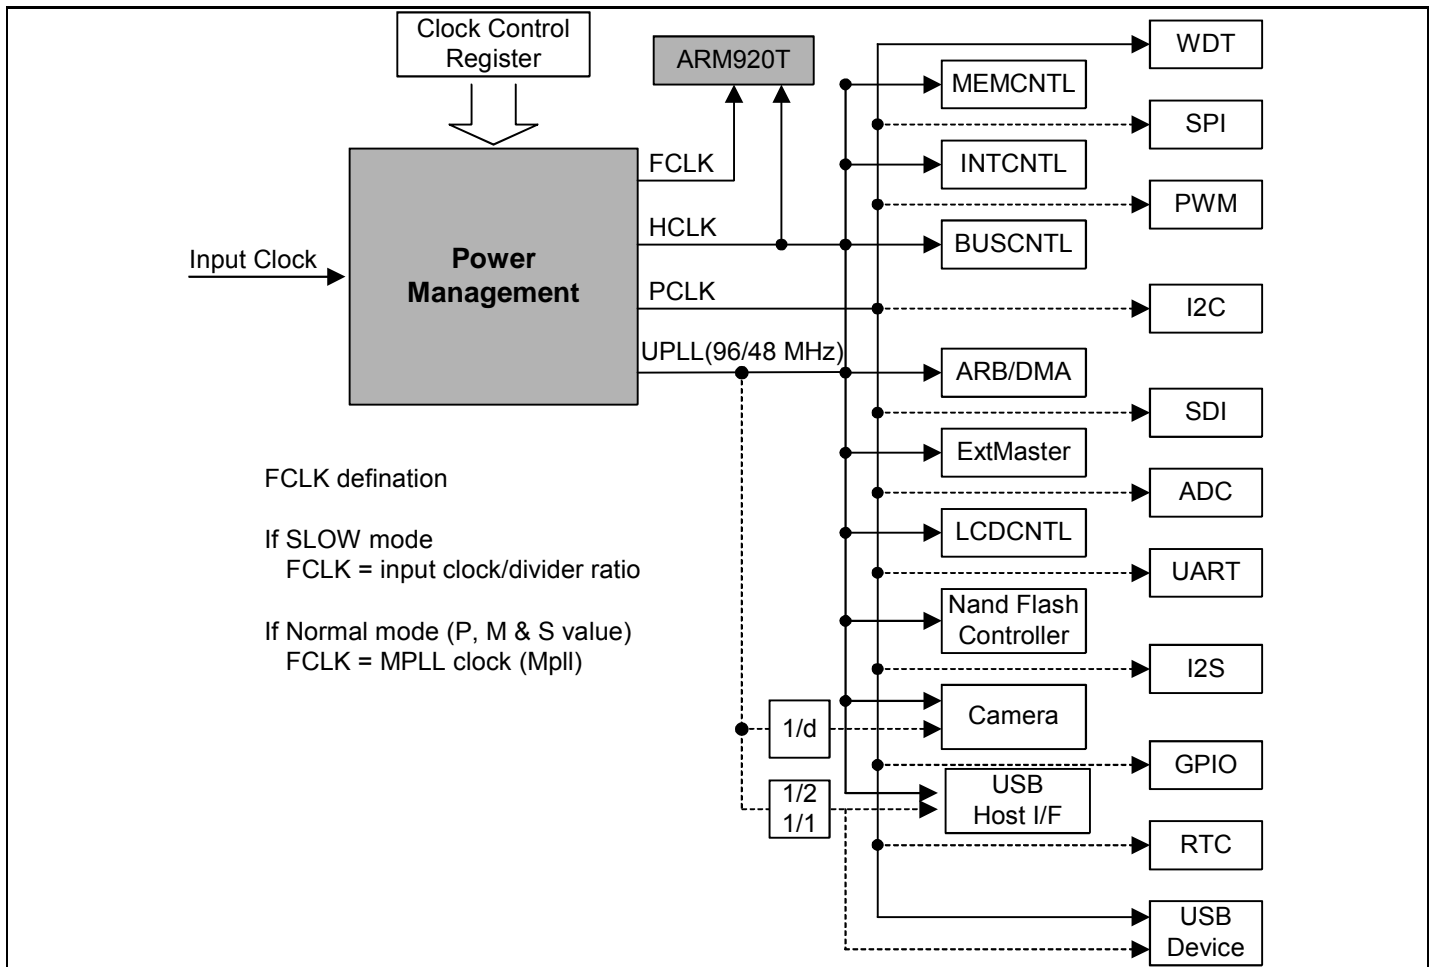 Clock Control
Register
ARM920T
WDT
MEMCNTL
SPI
FCLK
INTCNTL
PWM
HCLK
BUSCNTL
Input Clock
Power
Management
PCLK
I2C
UPLL(96/48 MHz)
ARB/DMA
SDI
ExtMaster
FCLK defination
ADC
If SLOW mode
FCLK = input clock/divider ratio
LCDCNTL
UART
If Normal mode (P, M & S value)
FCLK = MPLL clock (Mpll)
Nand Flash
Controller
I2S
1/d
Camera
GPIO
1/2
1/1
USB
Host I/F
RTC
USB
Device